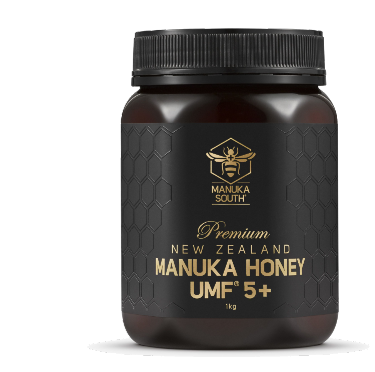 MANUKA
SOUTH
Premium
NEW ZEALAND
MANUKA HONEY
UMF® 5+
1kg